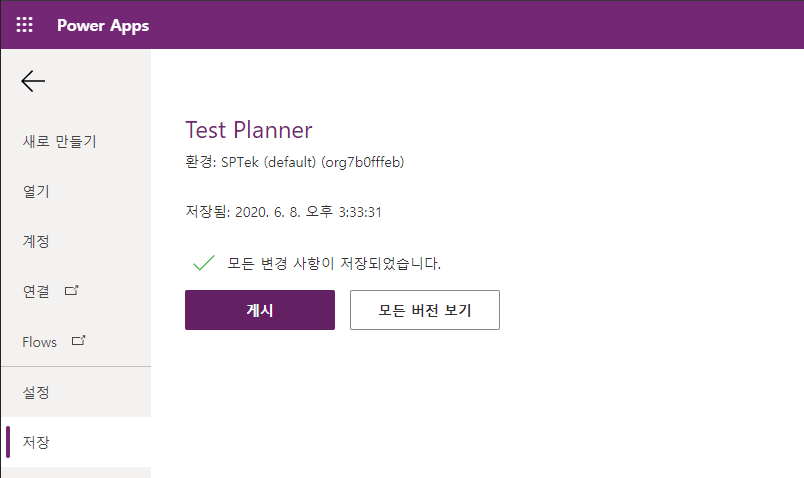 Power Apps
새로 만들기
열기
계정
연결
Flows
설정
저장
Test Planner
환경: SPTek (default) (org7b0fffeb)
저장됨: 2020. 6. 8. 오후 3:33:31
모든 변경 사항이 저장되었습니다.
게시
모든 버전 보기